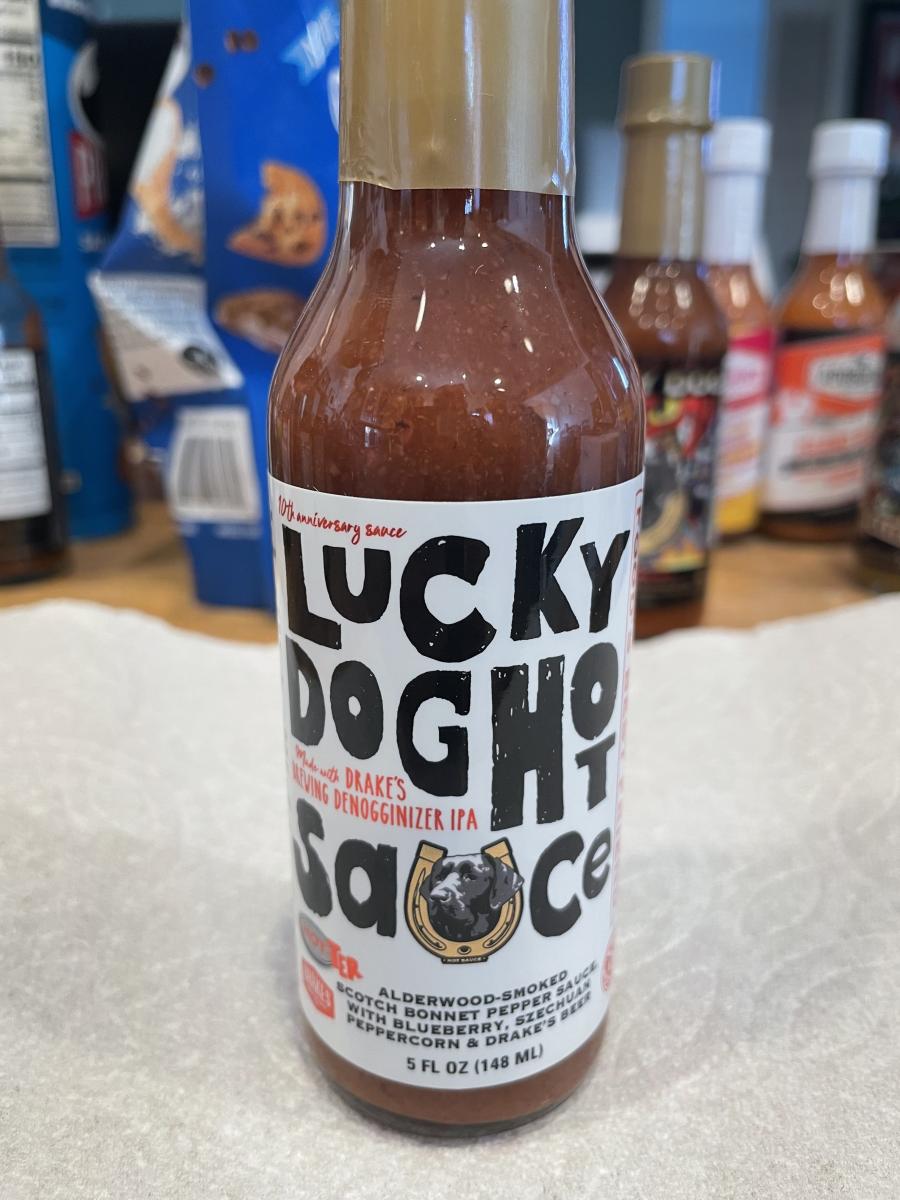 10th anniversary sauce
LUCKY
DOG HOT
Made with DRAKE'S
BREWING DENOGGINIZER IPA
Sauce
HOT SAUCE
HOTTER
ALDERWOOD-SMOKED
SCOTCH BONNET PEPPER SAUCE,
WITH BLUEBERRY, SZECHUAN
PEPPERCORN & DRAKE'S BEER
5 FL OZ (148 ML)